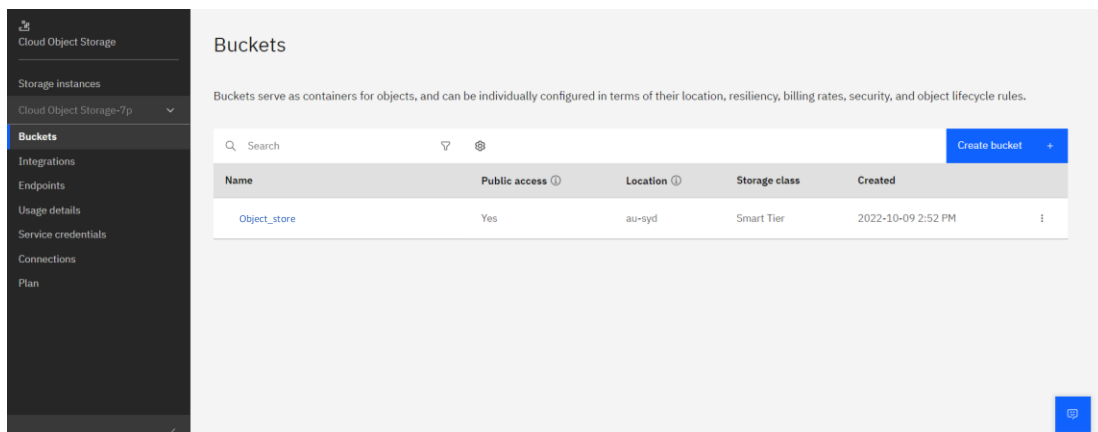 Cloud Object Storage
Storage instances
Cloud Object Storage-7p
Buckets
Integrations
Endpoints
Usage details
Service credentials
Connections
Plan
Buckets
Buckets serve as containers for objects, and can be individually configured in terms of their location, resiliency, billing rates, security, and object lifecycle rules.
Search
Create bucket +
Name Public access Location Storage class Created
Object_store Yes au-syd Smart Tier 2022-10-09 2:52 PM